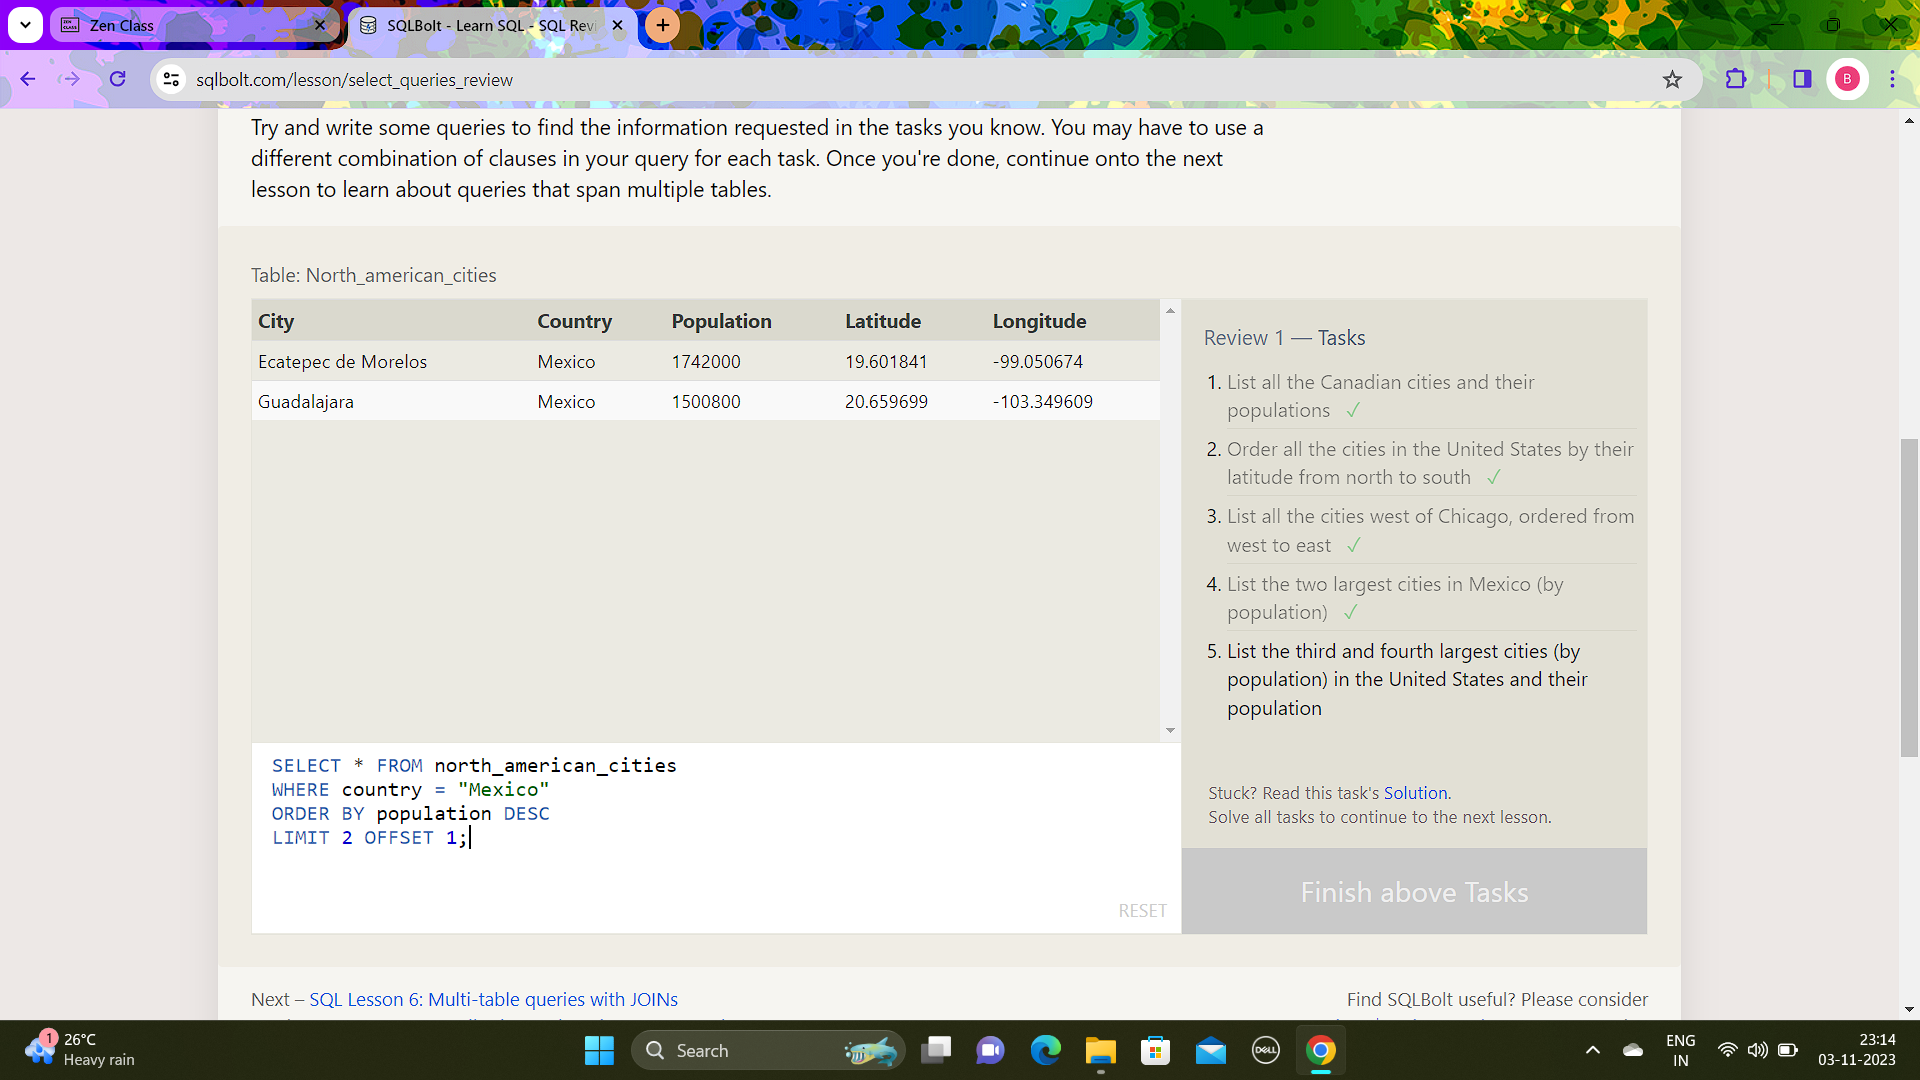 Zen Class
SQLBolt - Learn SQL - SQL Revi
sqlbolt.com/lesson/select_queries_review
B
Try and write some queries to find the information requested in the tasks you know. You may have to use a
different combination of clauses in your query for each task. Once you're done, continue onto the next
lesson to learn about queries that span multiple tables.
Table: North_american_cities
City Country Population Latitude Longitude
Ecatepec de Morelos Mexico 1742000 19.601841 -99.050674
Guadalajara Mexico 1500800 20.659699 -103.349609
SELECT * FROM north_american_cities
WHERE country = "Mexico"
ORDER BY population DESC
LIMIT 2 OFFSET 1;
RESET
Review 1 — Tasks
1. List all the Canadian cities and their
populations ✓
2. Order all the cities in the United States by their
latitude from north to south ✓
3. List all the cities west of Chicago, ordered from
west to east ✓
4. List the two largest cities in Mexico (by
population) ✓
5. List the third and fourth largest cities (by
population) in the United States and their
population
Stuck? Read this task's Solution.
Solve all tasks to continue to the next lesson.
Finish above Tasks
Next – SQL Lesson 6: Multi-table queries with JOINs
Find SQLBolt useful? Please consider
1
26°C
Heavy rain
Search
DELL
ENG
IN
23:14
03-11-2023